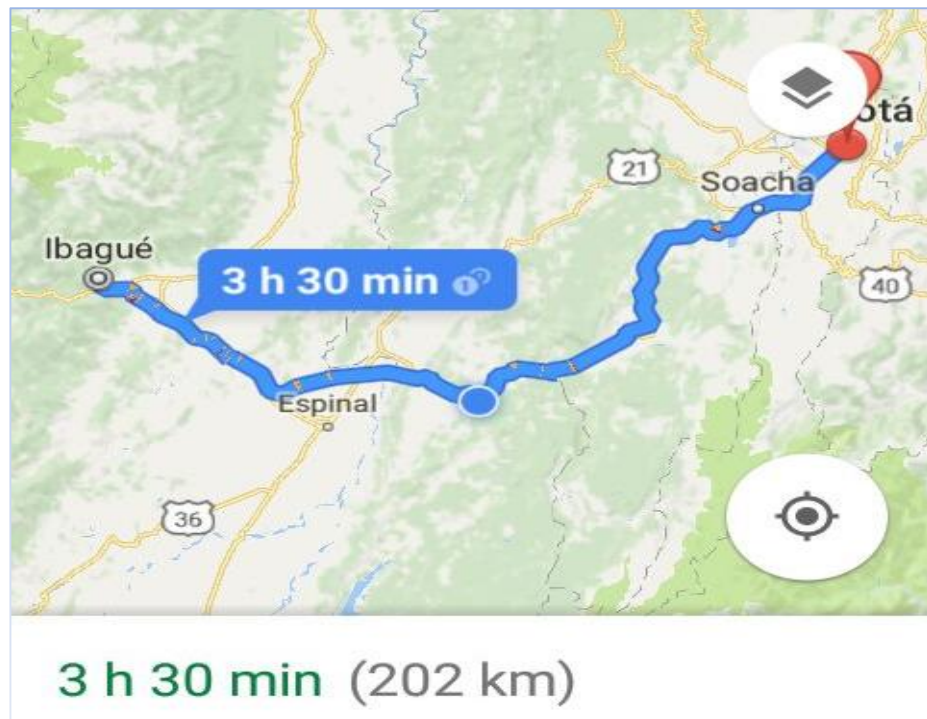 otá
21
Soacha
Ibagué
3 h 30 min
40
Espinal
36
3 h 30 min (202 km)